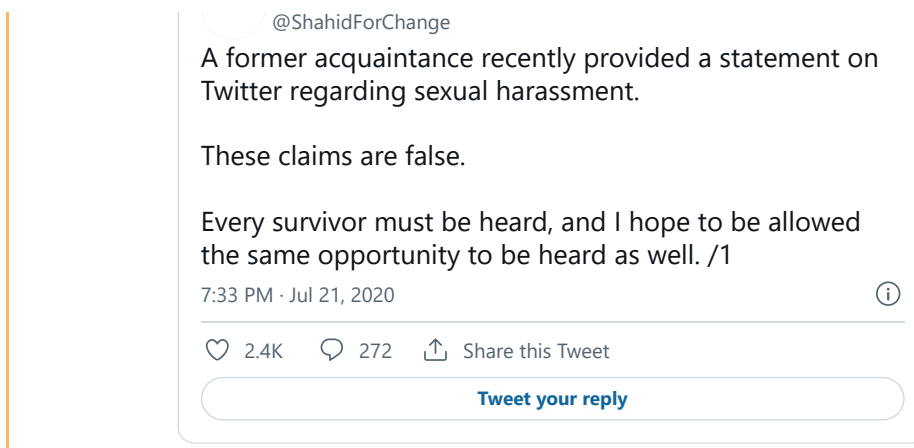 @ShahidForChange
A former acquaintance recently provided a statement on
Twitter regarding sexual harassment.
These claims are false.
Every survivor must be heard, and I hope to be allowed
the same opportunity to be heard as well. /1
7:33 PM · Jul 21, 2020
2.4K 272 Share this Tweet
Tweet your reply